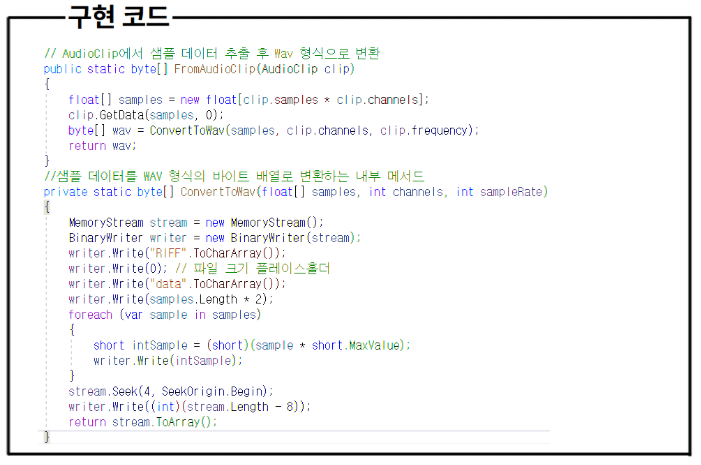 구현 코드
// AudioClip에서 샘플 데이터 추출 후 Wav 형식으로 변환
public static byte[] FromAudioClip(AudioClip clip)
{
float[] samples = new float[clip.samples * clip.channels];
clip.GetData(samples, 0);
byte[] wav = ConvertToWav(samples, clip.channels, clip.frequency);
return wav;
}
//샘플 데이터를 WAV 형식의 바이트 배열로 변환하는 내부 메서드
private static byte[] ConvertToWav(float[] samples, int channels, int sampleRate)
{
MemoryStream stream = new MemoryStream();
BinaryWriter writer = new BinaryWriter(stream);
writer.Write("RIFF".ToCharArray());
writer.Write(0); // 파일 크기 플레이스홀더
writer.Write("data".ToCharArray());
writer.Write(samples.Length * 2);
foreach (var sample in samples)
{
short intSample = (short)(sample * short.MaxValue);
writer.Write(intSample);
}
stream.Seek(4, SeekOrigin.Begin);
writer.Write((int)(stream.Length - 8));
return stream.ToArray();
}